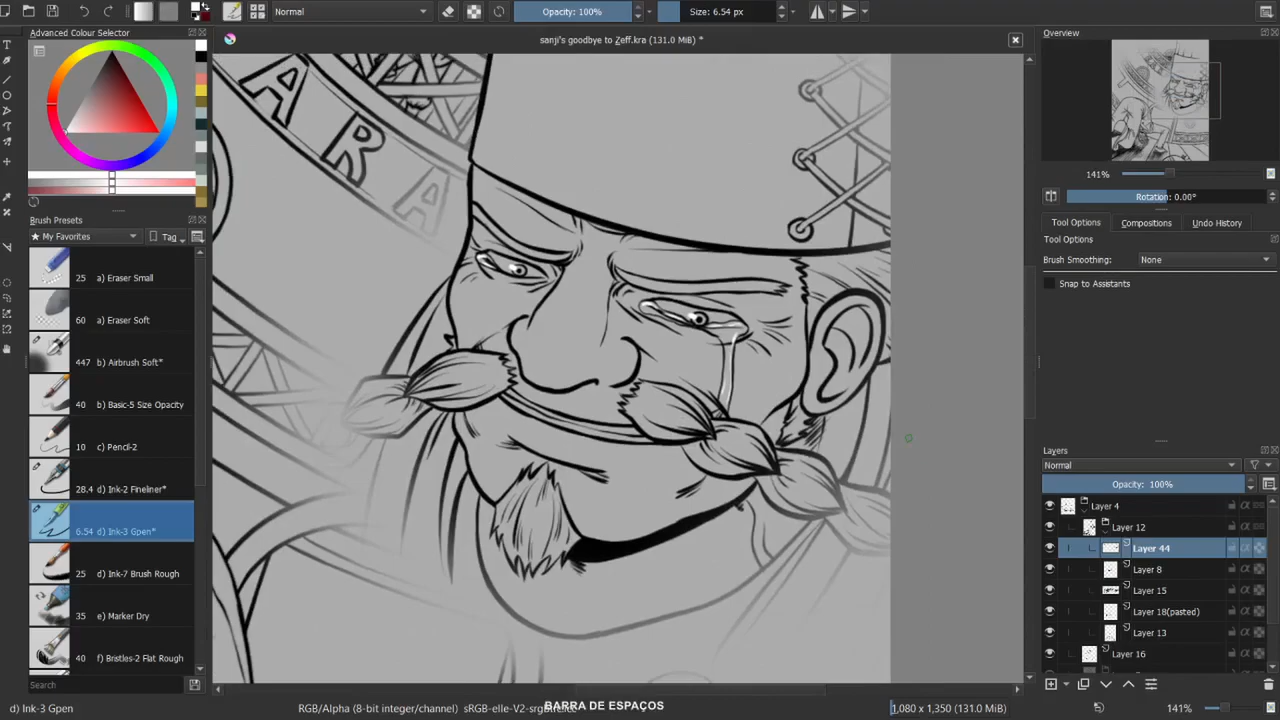 Normal
Opacity: 100%
Size: 6.54 px
Advanced Colour Selector
sanji's goodbye to Zeff.kra (131.0 MiB) *
Overview
141%
Rotation: 0.00°
Tool Options
Compositions
Undo History
Tool Options
Brush Smoothing:
None
Snap to Assistants
Brush Presets
★ My Favorites
Tag
25 a) Eraser Small
60 a) Eraser Soft
447 b) Airbrush Soft*
40 b) Basic-5 Size Opacity
10 c) Pencil-2
28.4 d) Ink-2 Fineliner*
6.54 d) Ink-3 Gpen*
25 d) Ink-7 Brush Rough
35 e) Marker Dry
40 f) Bristles-2 Flat Rough
Search
A R A
Layers
Normal
Opacity: 100%
Layer 4
Layer 12
Layer 44
Layer 8
Layer 15
Layer 18(pasted)
Layer 13
Layer 16
d) Ink-3 Gpen
RGB/Alpha (8-bit integer/channel)
BARRA DE ESPAÇOS
1,080 x 1,350 (131.0 MiB)
141%